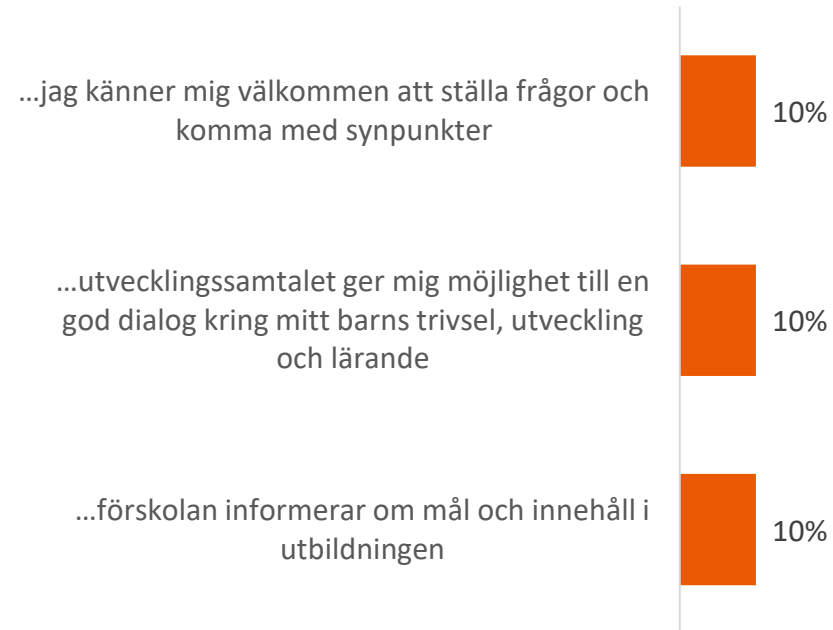 …jag känner mig välkommen att ställa frågor och
komma med synpunkter
10%
…utvecklingssamtalet ger mig möjlighet till en
god dialog kring mitt barns trivsel, utveckling
och lärande
10%
…förskolan informerar om mål och innehåll i
utbildningen
10%